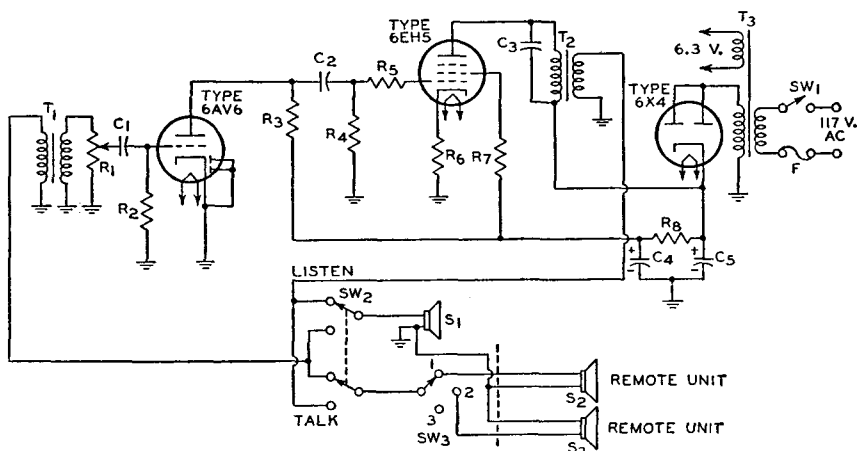 TYPE
6AV6
TYPE
6EH5
TYPE
6X4
T1
C1
R1
R2
R3
C2
R4
R5
R6
R7
C3
T2
T3
6.3 V.
SW1
117 V.
AC
F
R8
C4
C5
+
-
+
-
LISTEN
SW2
S1
TALK
1
2
3
SW3
S2
REMOTE UNIT
REMOTE UNIT